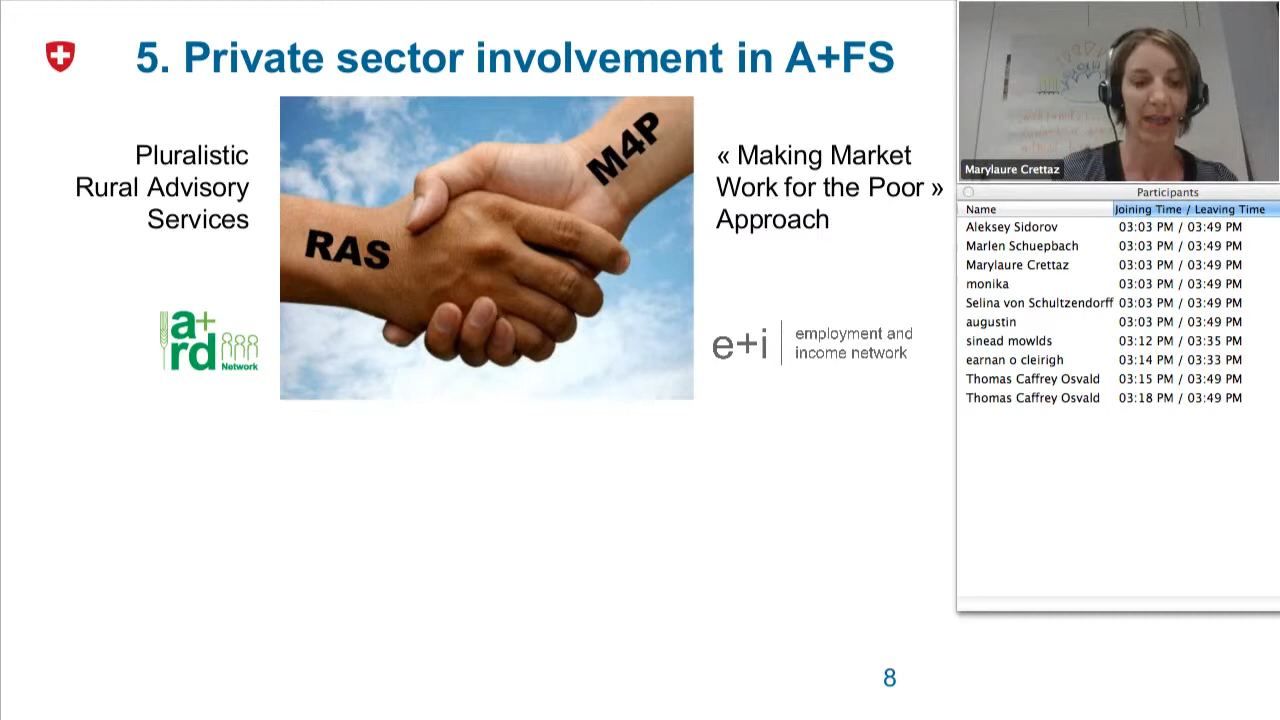 5. Private sector involvement in A+FS
Pluralistic
Rural Advisory
Services
RAS
M4P
« Making Market
Work for the Poor »
Approach
a+
rd
Network
e+i
employment and
income network
8
Marylaure Crettaz
Participants
Name Joining Time / Leaving Time
Aleksey Sidorov 03:03 PM / 03:49 PM
Marlen Schuepbach 03:03 PM / 03:49 PM
Marylaure Crettaz 03:03 PM / 03:49 PM
monika 03:03 PM / 03:49 PM
Selina von Schultzendorff 03:03 PM / 03:49 PM
augustin 03:03 PM / 03:49 PM
sinead mowlds 03:12 PM / 03:35 PM
earnan o cleirigh 03:14 PM / 03:33 PM
Thomas Caffrey Osvald 03:15 PM / 03:49 PM
Thomas Caffrey Osvald 03:18 PM / 03:49 PM